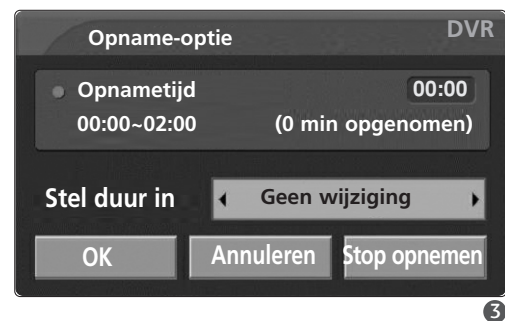 Opname-optie DVR
Opnametijd 00:00
00:00~02:00 (0 min opgenomen)
Stel duur in Geen wijziging
OK Annuleren Stop opnemen
3